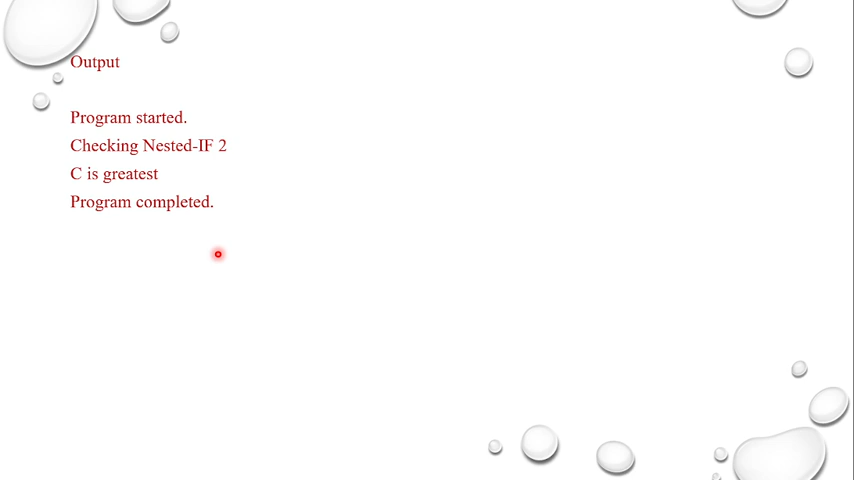 Output
Program started.
Checking Nested-IF 2
C is greatest
Program completed.